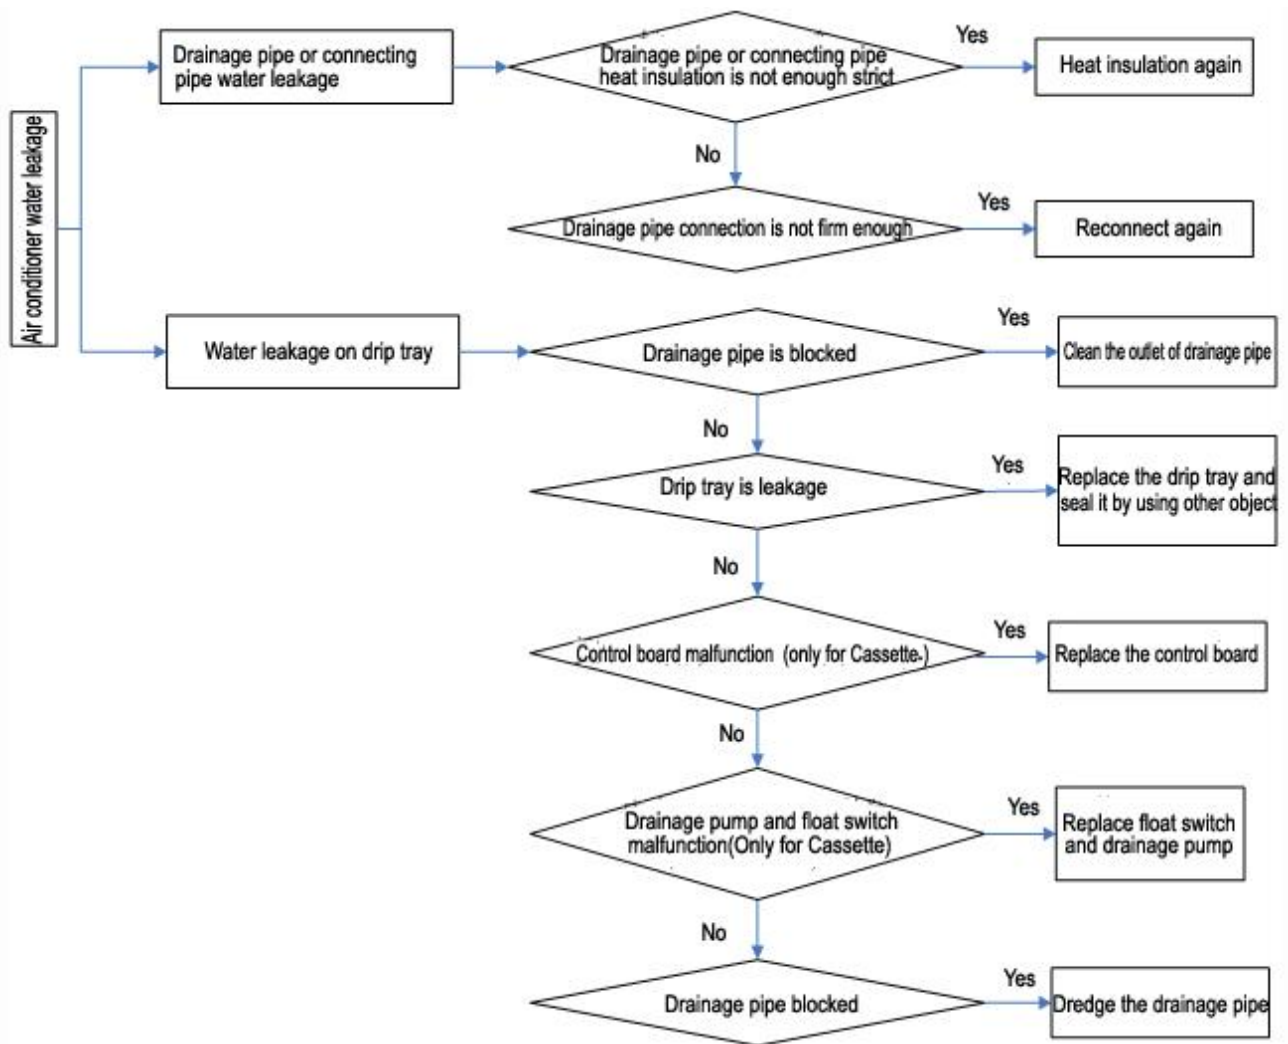 Air conditioner water leakage
Drainage pipe or connecting
pipe water leakage
Drainage pipe or connecting pipe
heat insulation is not enough strict
Yes
Heat insulation again
No
Drainage pipe connection is not firm enough
Yes
Reconnect again
Water leakage on drip tray
Drainage pipe is blocked
Yes
Clean the outlet of drainage pipe
No
Drip tray is leakage
Yes
Replace the drip tray and
seal it by using other object
No
Control board malfunction (only for Cassette.)
Yes
Replace the control board
No
Drainage pump and float switch
malfunction(Only for Cassette)
Yes
Replace float switch
and drainage pump
No
Drainage pipe blocked
Yes
Dredge the drainage pipe